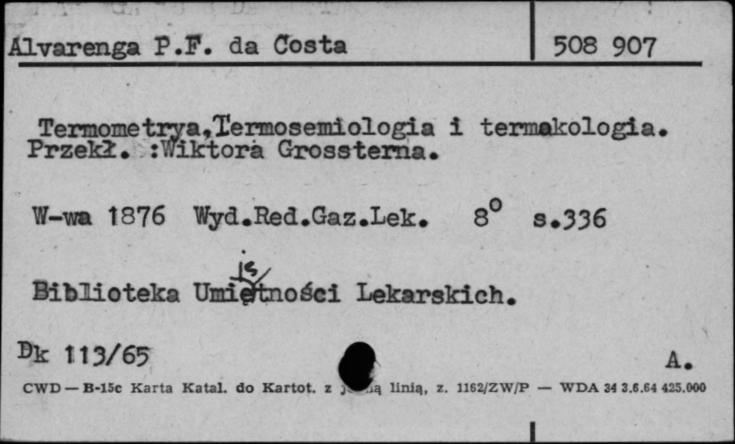 Alvarenga P.F. da Costa 508 907
Termometrya,Termosemiologia i termakologia.
Przekł. :Wiktora Grossterna.
W-wa 1876 Wyd.Red.Gaz.Lek. 8° s.336
Biblioteka Umiętności Lekarskich.
Dk 113/65 A.
CWD — B-15c Karta Katal. do Kartot. z linią, z. 1162/ZW/P — WDA 34 3.6.64 425.000